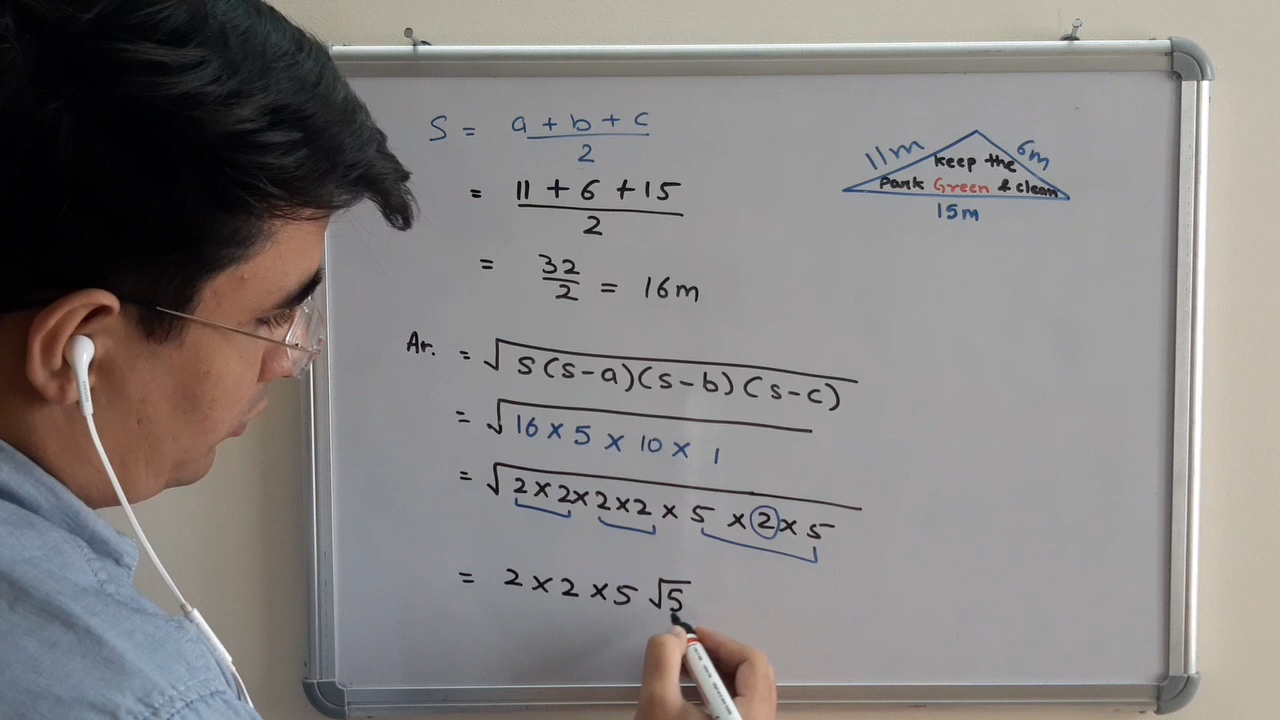 S = a + b + c
2
= 11 + 6 + 15
2
= 32
2
= 16m
Ar. = √s(s-a)(s-b)(s-c)
= √16 × 5 × 10 × 1
= √2 × 2 × 2 × 2 × 5 × 2 × 5
= 2 × 2 × 5 √5
11m
6m
keep the
Park Green & clean
15m